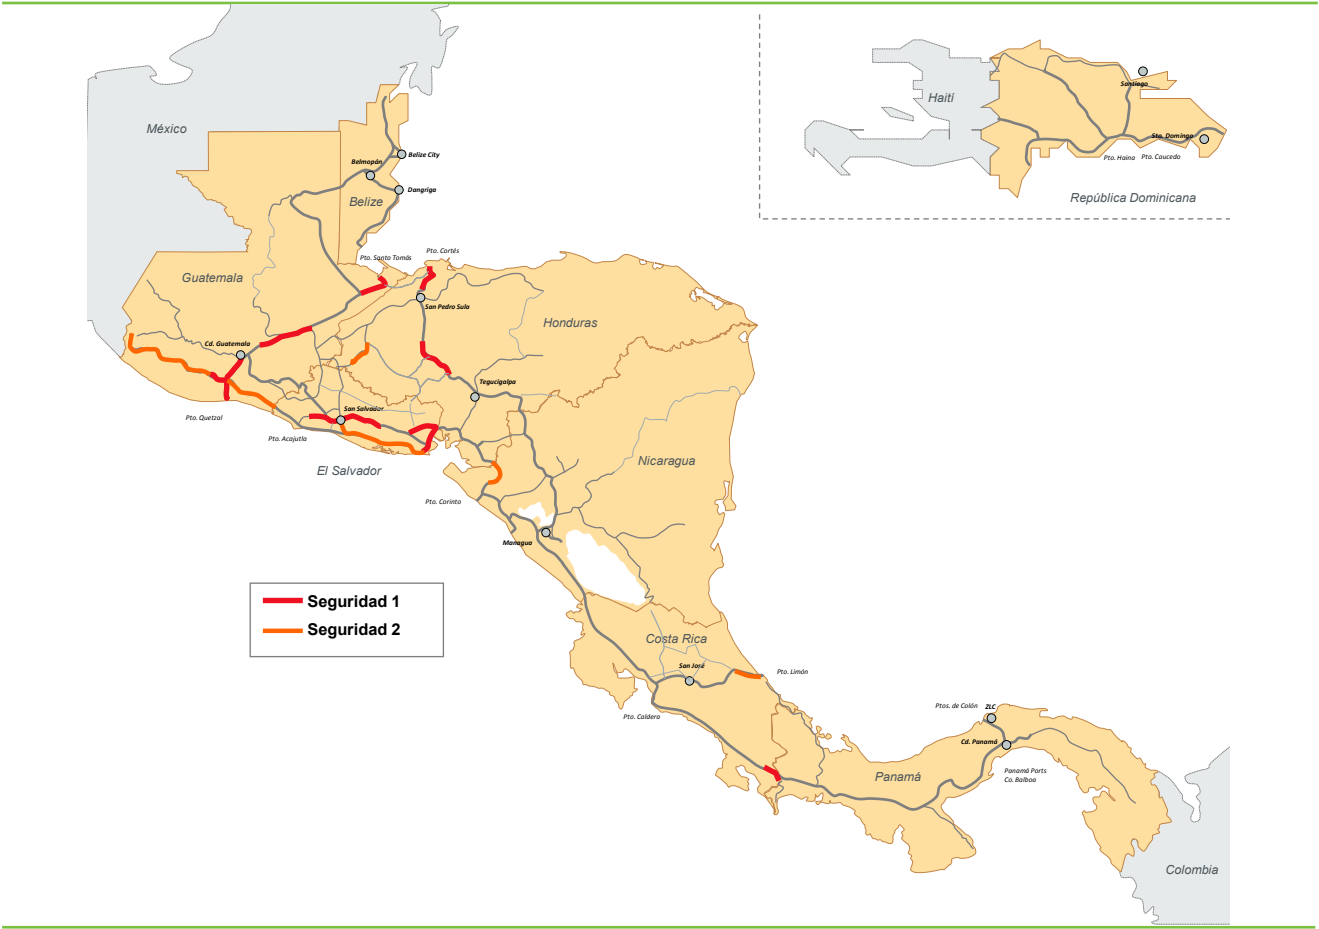 México
Haití
Santiago
Sto. Domingo
Pto. Haina
Pto. Caucedo
República Dominicana
Belize City
Belmopán
Dangriga
Belize
Pto. Cortés
Pto. Santo Tomás
Guatemala
San Pedro Sula
Honduras
Cd. Guatemala
Tegucigalpa
San Salvador
Pto. Quetzal
Pto. Acajutla
El Salvador
Nicaragua
Pto. Corinto
Managua
Seguridad 1
Seguridad 2
Costa Rica
San José
Pto. Limón
Pto. Caldera
Ptos. de Colón
ZLC
Cd. Panamá
Panamá
Panamá Ports
Co. Balboa
Colombia